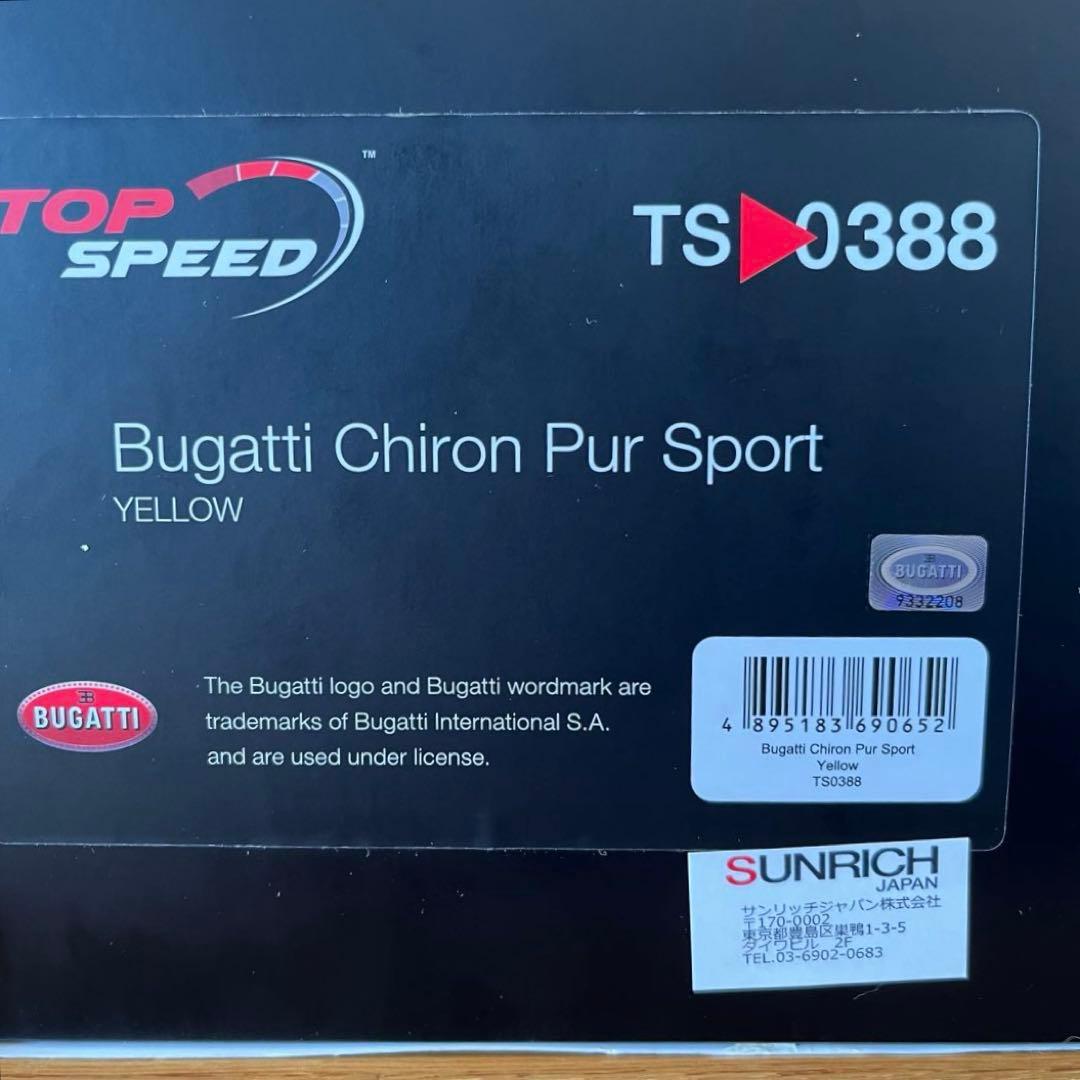 TOP
SPEED
TM
TS 0388
Bugatti Chiron Pur Sport
YELLOW
BUGATTI
9332208
BUGATTI
The Bugatti logo and Bugatti wordmark are
trademarks of Bugatti International S.A.
and are used under license.
4 895183 690652
Bugatti Chiron Pur Sport
Yellow
TS0388
SUNRICH
JAPAN
サンリッチジャパン株式会社
〒170-0002
東京都豊島区巣鴨1-3-5
ダイワビル 2F
TEL.03-6902-0683